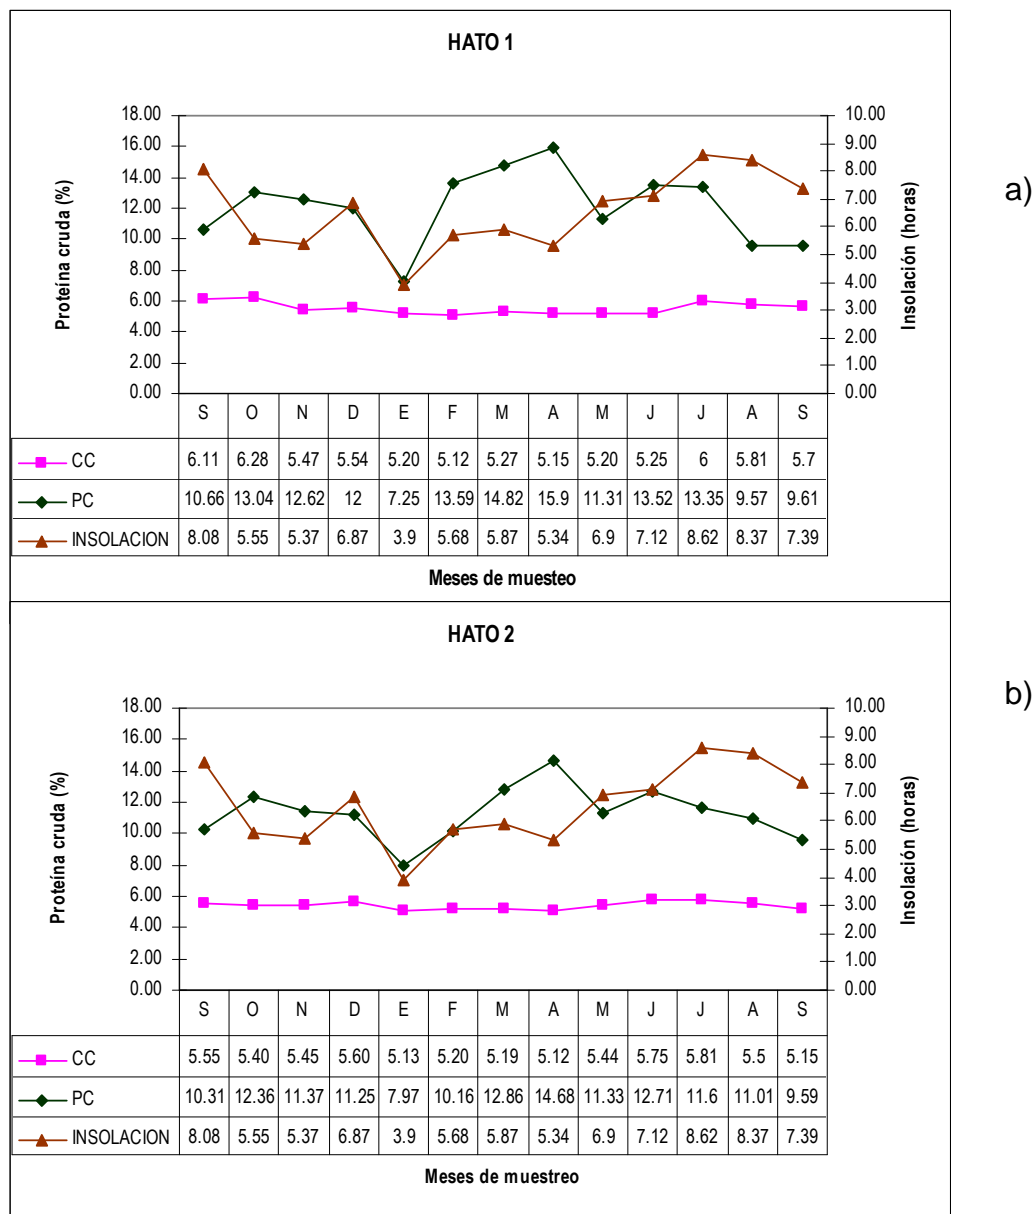 HATO 1
a)
Proteína cruda (%)
Insolación (horas)
18.00
16.00
14.00
12.00
10.00
8.00
6.00
4.00
2.00
0.00
10.00
9.00
8.00
7.00
6.00
5.00
4.00
3.00
2.00
1.00
0.00
S O N D E F M A M J J A S
CC 6.11 6.28 5.47 5.54 5.20 5.12 5.27 5.15 5.20 5.25 6 5.81 5.7
PC 10.66 13.04 12.62 12 7.25 13.59 14.82 15.9 11.31 13.52 13.35 9.57 9.61
INSOLACION 8.08 5.55 5.37 6.87 3.9 5.68 5.87 5.34 6.9 7.12 8.62 8.37 7.39
Meses de muesteo
HATO 2
b)
Proteína cruda (%)
Insolación (horas)
18.00
16.00
14.00
12.00
10.00
8.00
6.00
4.00
2.00
0.00
10.00
9.00
8.00
7.00
6.00
5.00
4.00
3.00
2.00
1.00
0.00
S O N D E F M A M J J A S
CC 5.55 5.40 5.45 5.60 5.13 5.20 5.19 5.12 5.44 5.75 5.81 5.5 5.15
PC 10.31 12.36 11.37 11.25 7.97 10.16 12.86 14.68 11.33 12.71 11.6 11.01 9.59
INSOLACION 8.08 5.55 5.37 6.87 3.9 5.68 5.87 5.34 6.9 7.12 8.62 8.37 7.39
Meses de muestreo